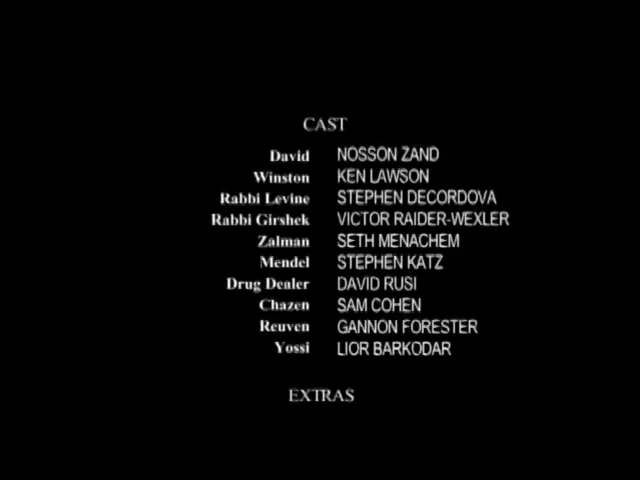 CAST
David NOSSON ZAND
Winston KEN LAWSON
Rabbi Levine STEPHEN DECORDOVA
Rabbi Girshek VICTOR RAIDER-WEXLER
Zalman SETH MENACHEM
Mendel STEPHEN KATZ
Drug Dealer DAVID RUSI
Chazen SAM COHEN
Reuven GANNON FORESTER
Yossi LIOR BARKODAR
EXTRAS